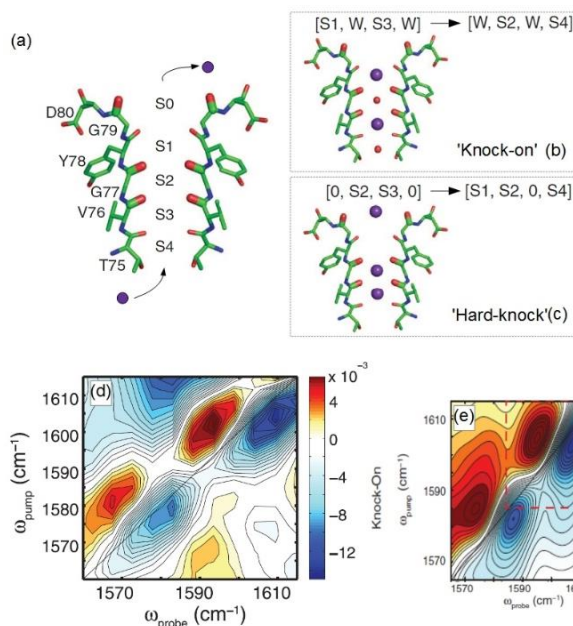 (a)
S0
D80
G79
S1
Y78
S2
G77
V76
S3
S4
T75
[S1, W, S3, W] → [W, S2, W, S4]
'Knock-on' (b)
[0, S2, S3, 0] → [S1, S2, 0, S4]
'Hard-knock'(c)
(d)
x 10⁻³
1610
1600
1590
1580
1570
ω_pump (cm⁻¹)
1570 1590 1610
ω_probe (cm⁻¹)
8
4
0
-4
-8
-12
Knock-On
(e)
1610
1590
1570
ω_pump (cm⁻¹)
1570 1590 1610
ω_probe (cm⁻¹)